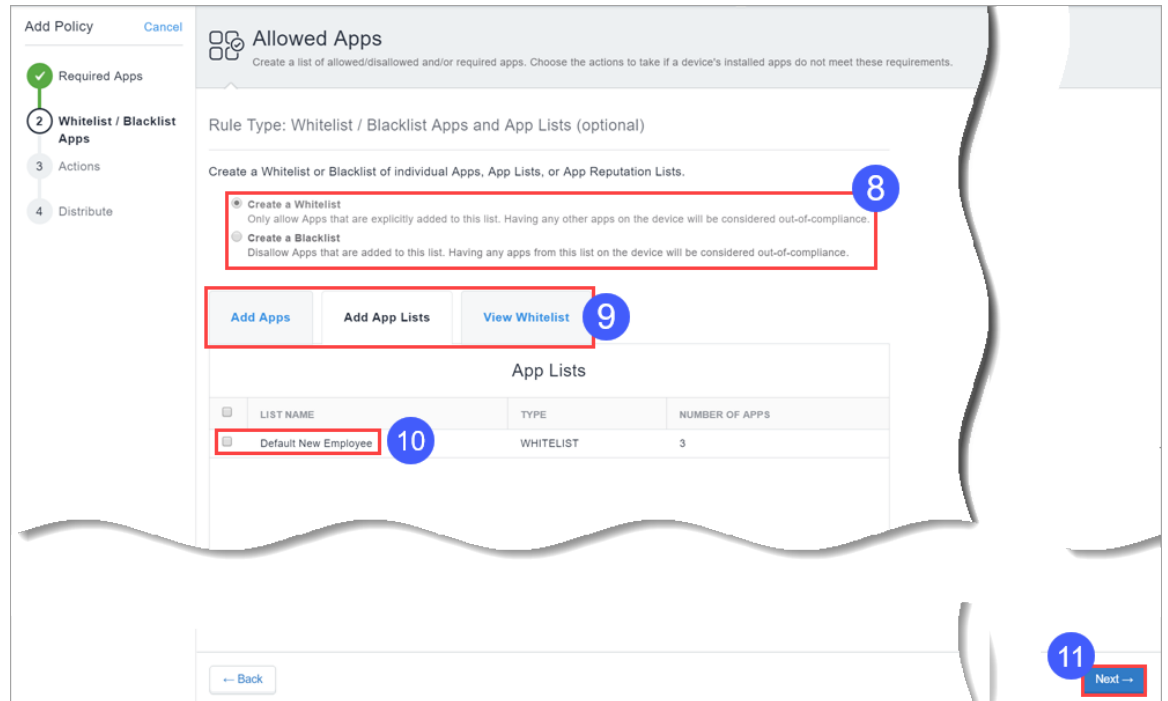 Add Policy Cancel
Required Apps
2 Whitelist / Blacklist
Apps
3 Actions
4 Distribute
Allowed Apps
Create a list of allowed/disallowed and/or required apps. Choose the actions to take if a device's installed apps do not meet these requirements.
Rule Type: Whitelist / Blacklist Apps and App Lists (optional)
Create a Whitelist or Blacklist of individual Apps, App Lists, or App Reputation Lists.
8
Create a Whitelist
Only allow Apps that are explicitly added to this list. Having any other apps on the device will be considered out-of-compliance.
Create a Blacklist
Disallow Apps that are added to this list. Having any apps from this list on the device will be considered out-of-compliance.
Add Apps Add App Lists View Whitelist 9
App Lists
LIST NAME TYPE NUMBER OF APPS
Default New Employee 10 WHITELIST 3
11
← Back Next →